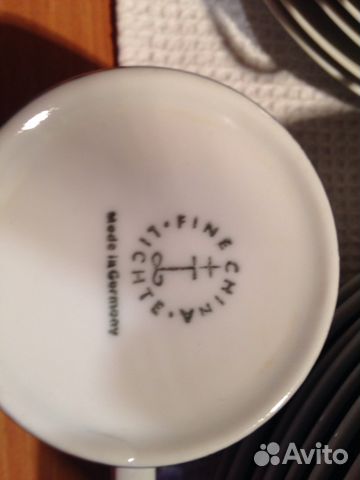 LICHTE · FINE CHINA ·
Made in Germany
Avito